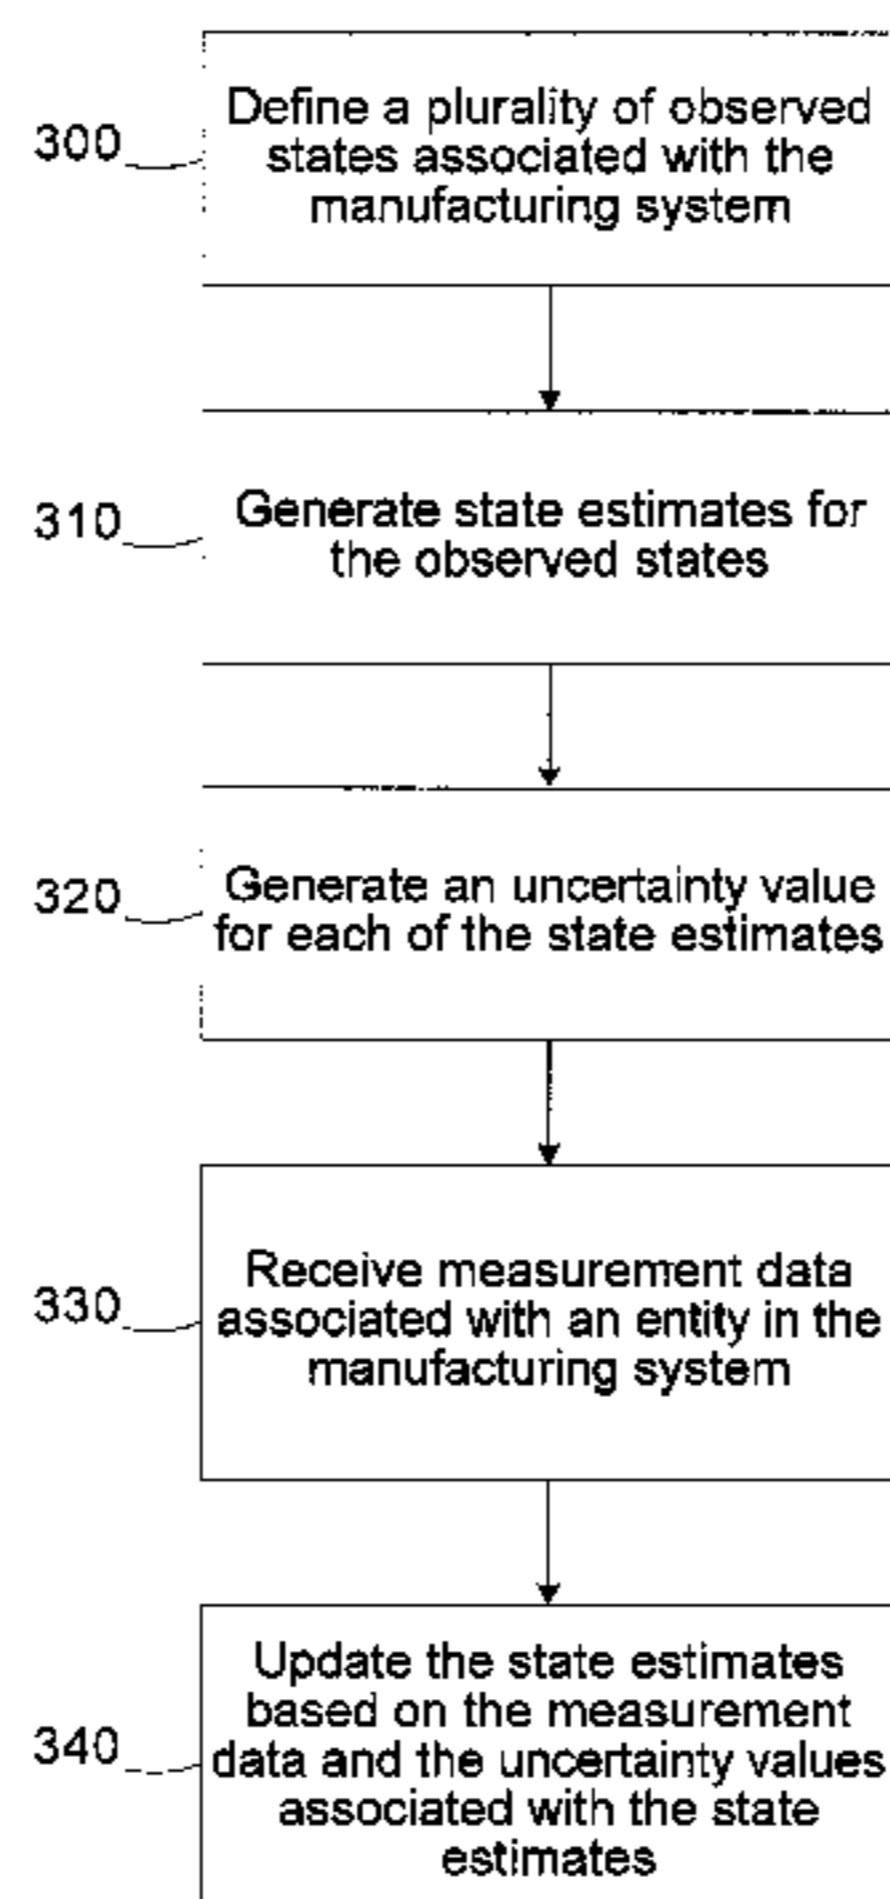 300
Define a plurality of observed
states associated with the
manufacturing system
310
Generate state estimates for
the observed states
320
Generate an uncertainty value
for each of the state estimates
330
Receive measurement data
associated with an entity in the
manufacturing system
340
Update the state estimates
based on the measurement
data and the uncertainty values
associated with the state
estimates